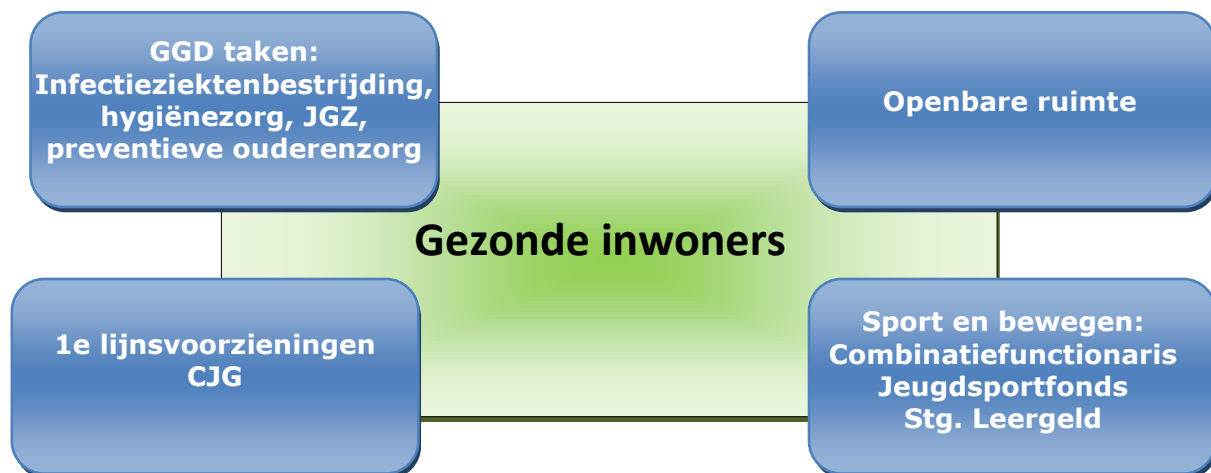 GGD taken:
Infectieziektenbestrijding,
hygiënezorg, JGZ,
preventieve ouderenzorg
Openbare ruimte
Gezonde inwoners
1e lijnsvoorzieningen
CJG
Sport en bewegen:
Combinatiefunctionaris
Jeugdsportfonds
Stg. Leergeld